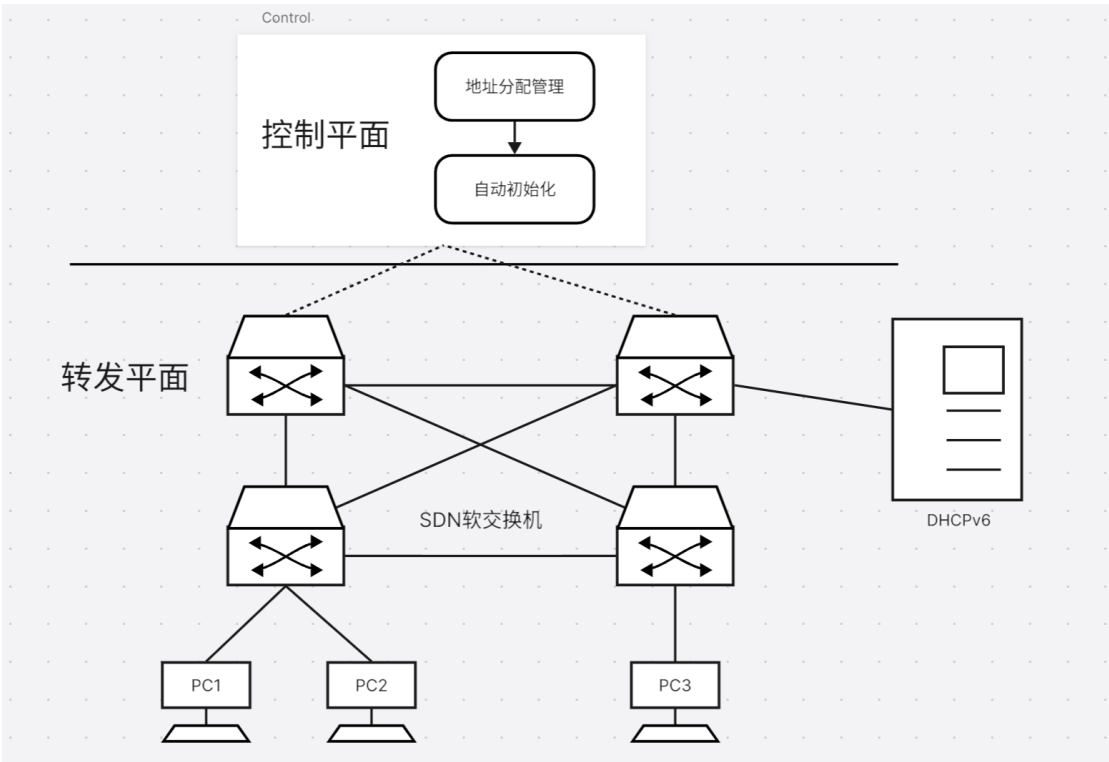 Control
地址分配管理
控制平面
自动初始化
转发平面
SDN软交换机
DHCPv6
PC1
PC2
PC3